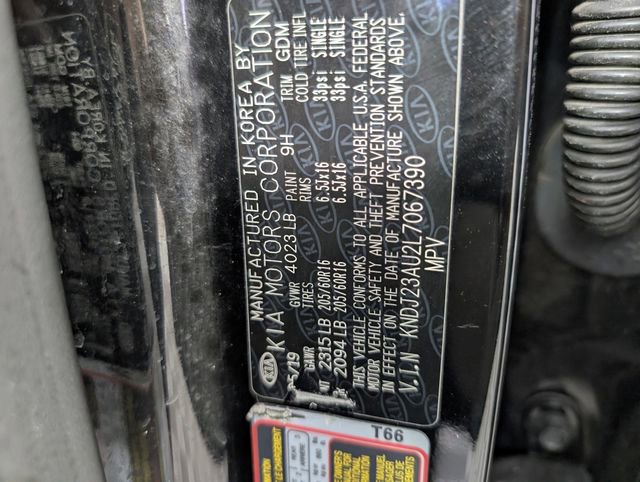 MANUFACTURED IN KOREA BY
KIA KIA MOTORS CORPORATION
GVWR 4023 LB PAINT 9H TRIM GDM
GAWR TIRES RIMS COLD TIRE INFL
2315 LB 205/60R16 6.5Jx16 33psi SINGLE
2094 LB 205/60R16 6.5Jx16 33psi SINGLE
THIS VEHICLE CONFORMS TO ALL APPLICABLE U.S.A. FEDERAL
MOTOR VEHICLE SAFETY AND THEFT PREVENTION STANDARDS
IN EFFECT ON THE DATE OF MANUFACTURE SHOWN ABOVE.
V.I.N KNDJ23AU2L7067390
MPV
T66